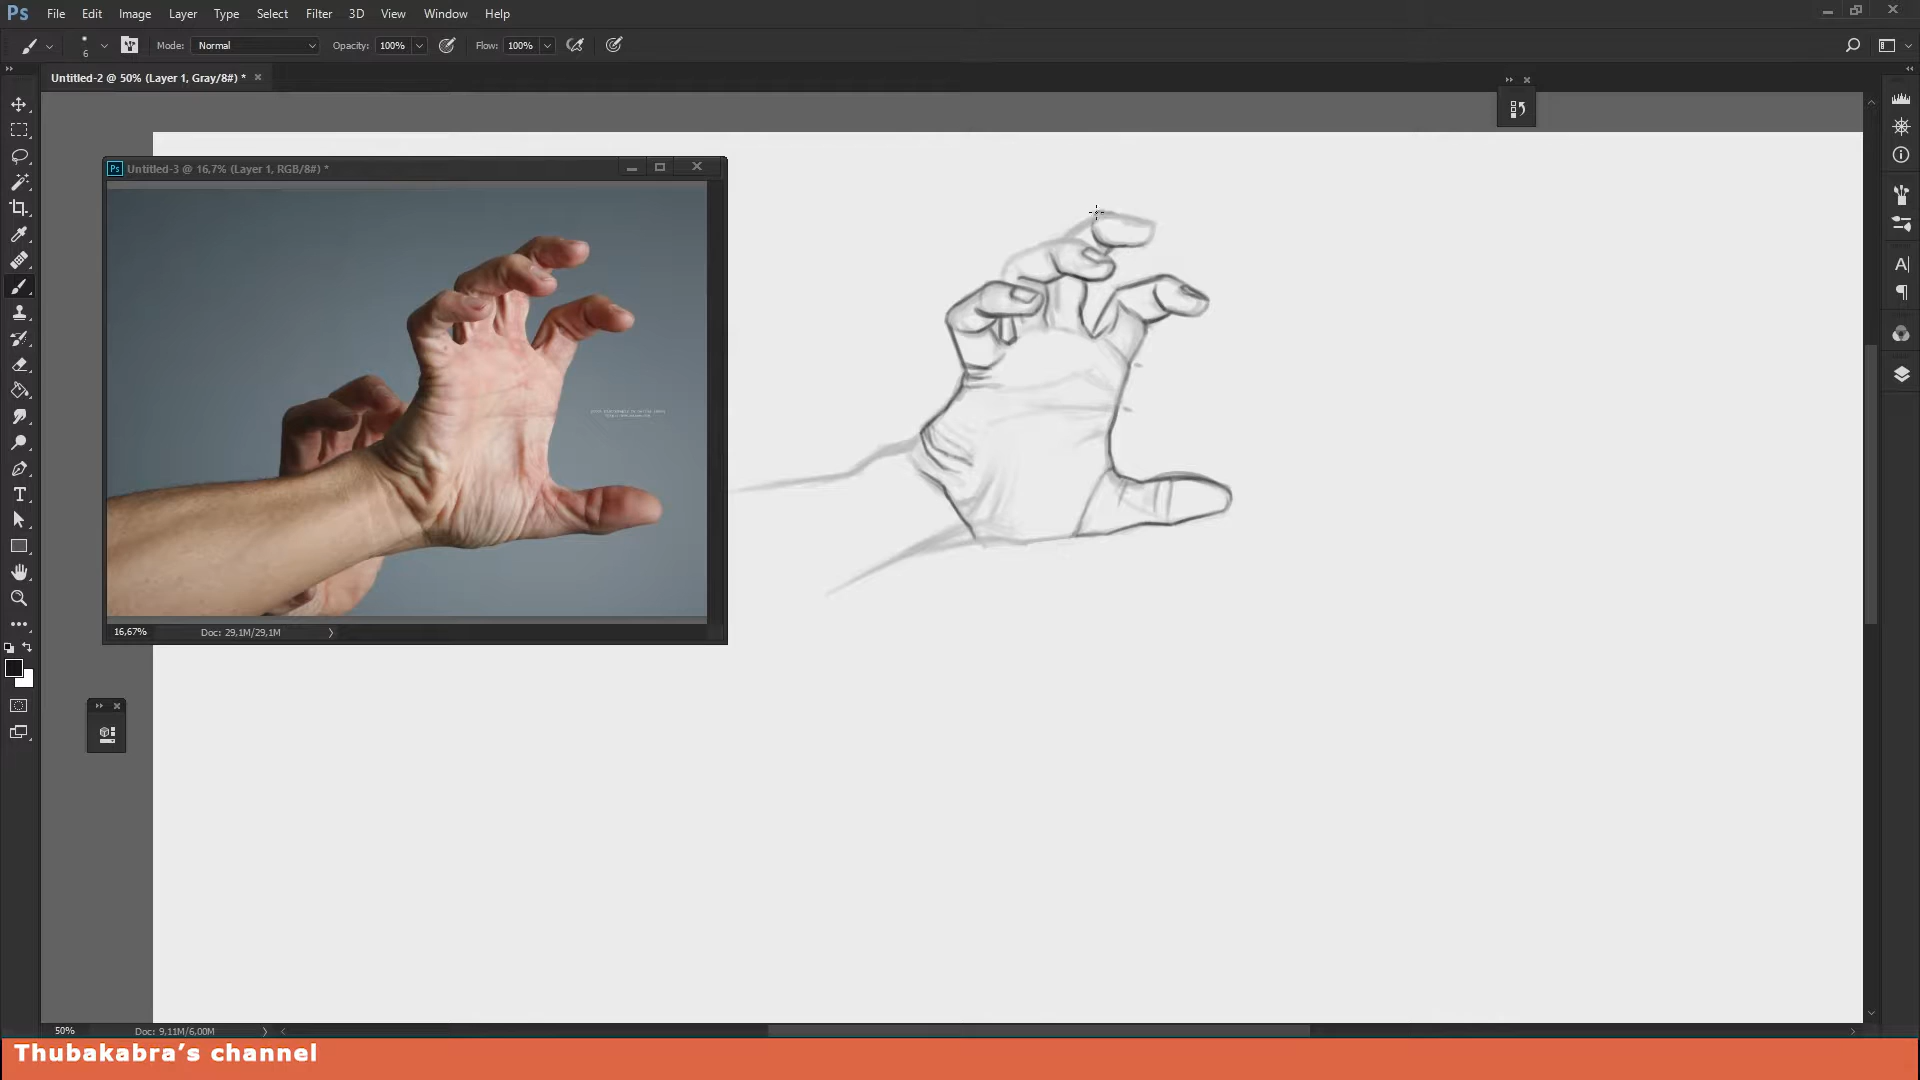 Ps File Edit Image Layer Type Select Filter 3D View Window Help
6 Mode: Normal Opacity: 100% Flow: 100%
Untitled-2 @ 50% (Layer 1, Gray/8#) *
Ps Untitled-3 @ 16,7% (Layer 1, RGB/8#) *
16,67% Doc: 29,1M/29,1M
50% Doc: 9,11M/6,00M
Thubakabra's channel